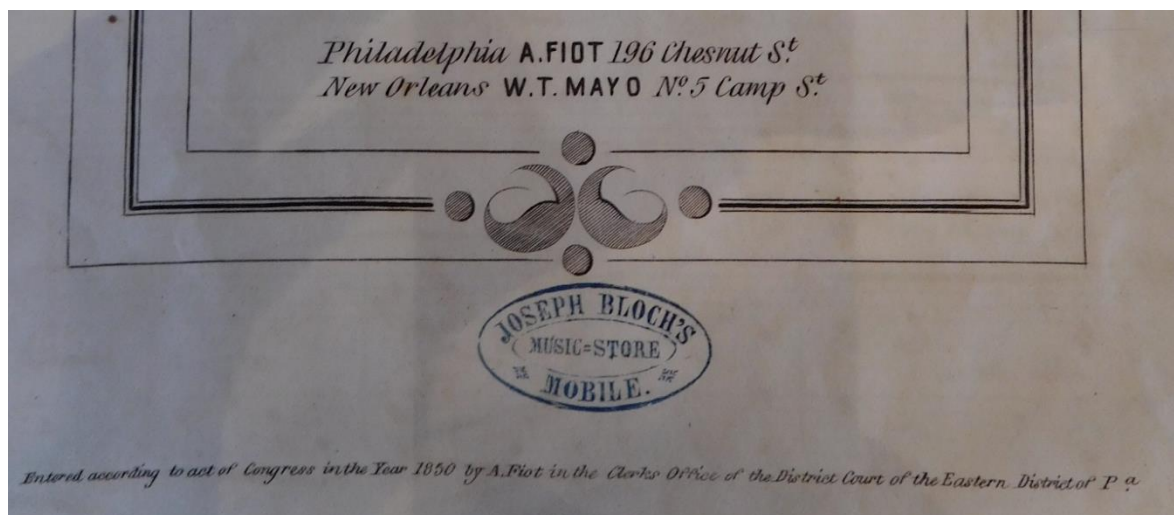 Philadelphia A. FIOT 196 Chesnut St.
New Orleans W. T. MAYO No. 5 Camp St.
JOSEPH BLOCH'S
MUSIC=STORE
MOBILE.
Entered according to act of Congress in the Year 1850 by A. Fiot in the Clerks Office of the District Court of the Eastern District of Pa.